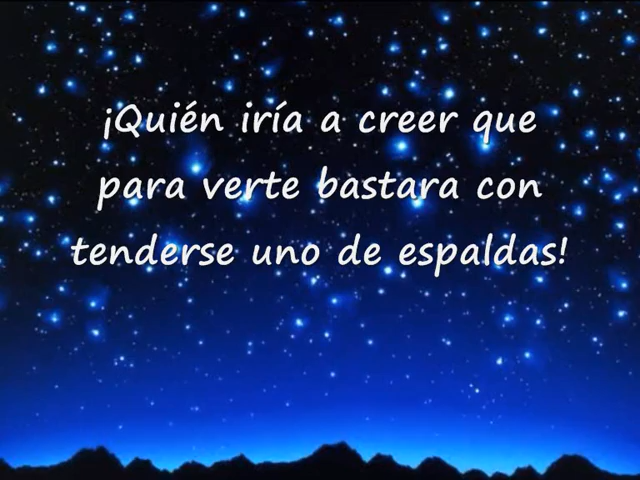 ¡Quién iría a creer que
para verte bastara con
tenderse uno de espaldas!